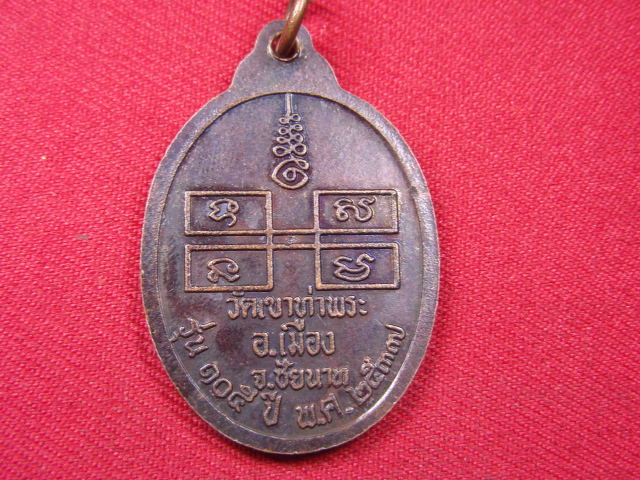 วัดเขาท่าพระ
อ.เมือง
จ.ชัยนาท
รุ่น ๑๐๕ ปี พ.ศ. ๒๕๓๗